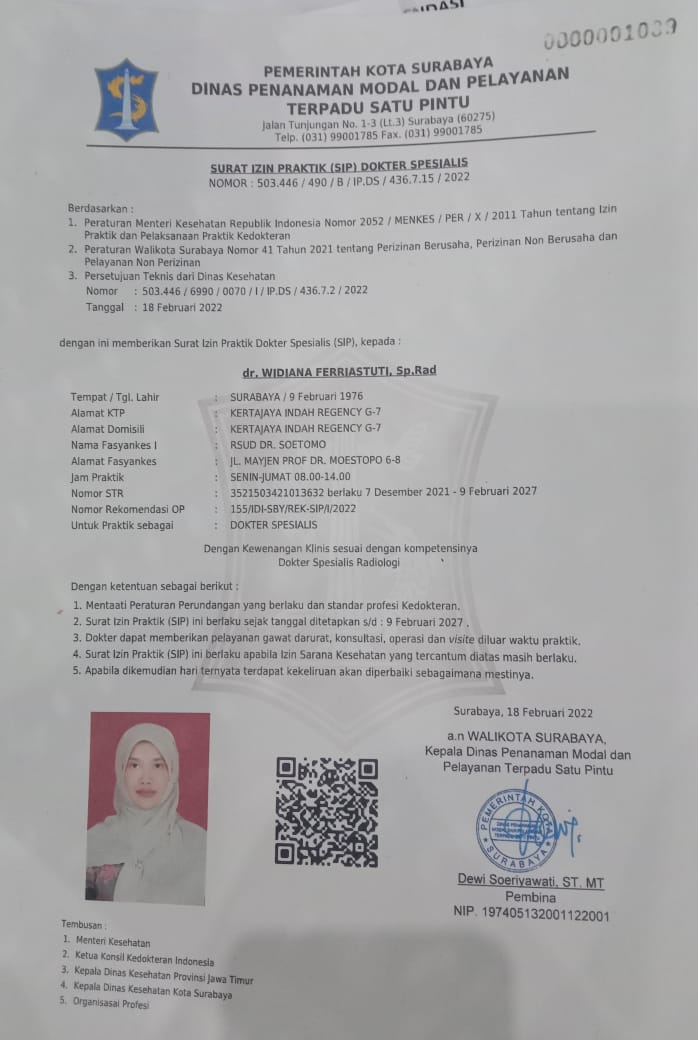 0000001039
PEMERINTAH KOTA SURABAYA
DINAS PENANAMAN MODAL DAN PELAYANAN
TERPADU SATU PINTU
Jalan Tunjungan No. 1-3 (Lt.3) Surabaya (60275)
Telp. (031) 99001785 Fax. (031) 99001785
SURAT IZIN PRAKTIK (SIP) DOKTER SPESIALIS
NOMOR : 503.446 / 490 / B / IP.DS / 436.7.15 / 2022
Berdasarkan :
1. Peraturan Menteri Kesehatan Republik Indonesia Nomor 2052 / MENKES / PER / X / 2011 Tahun tentang Izin
Praktik dan Pelaksanaan Praktik Kedokteran
2. Peraturan Walikota Surabaya Nomor 41 Tahun 2021 tentang Perizinan Berusaha, Perizinan Non Berusaha dan
Pelayanan Non Perizinan
3. Persetujuan Teknis dari Dinas Kesehatan
Nomor : 503.446 / 6990 / 0070 / I / IP.DS / 436.7.2 / 2022
Tanggal : 18 Februari 2022
dengan ini memberikan Surat Izin Praktik Dokter Spesialis (SIP), kepada :
dr. WIDIANA FERRIASTUTI, Sp.Rad
Tempat / Tgl. Lahir : SURABAYA / 9 Februari 1976
Alamat KTP : KERTAJAYA INDAH REGENCY G-7
Alamat Domisili : KERTAJAYA INDAH REGENCY G-7
Nama Fasyankes I : RSUD DR. SOETOMO
Alamat Fasyankes : JL. MAYJEN PROF DR. MOESTOPO 6-8
Jam Praktik : SENIN-JUMAT 08.00-14.00
Nomor STR : 3521503421013632 berlaku 7 Desember 2021 - 9 Februari 2027
Nomor Rekomendasi OP : 155/IDI-SBY/REK-SIP/I/2022
Untuk Praktik sebagai : DOKTER SPESIALIS
Dengan Kewenangan Klinis sesuai dengan kompetensinya
Dokter Spesialis Radiologi
Dengan ketentuan sebagai berikut :
1. Mentaati Peraturan Perundangan yang berlaku dan standar profesi Kedokteran.
2. Surat Izin Praktik (SIP) ini berlaku sejak tanggal ditetapkan s/d : 9 Februari 2027 .
3. Dokter dapat memberikan pelayanan gawat darurat, konsultasi, operasi dan visite diluar waktu praktik.
4. Surat Izin Praktik (SIP) ini berlaku apabila Izin Sarana Kesehatan yang tercantum diatas masih berlaku.
5. Apabila dikemudian hari ternyata terdapat kekeliruan akan diperbaiki sebagaimana mestinya.
Surabaya, 18 Februari 2022
a.n WALIKOTA SURABAYA,
Kepala Dinas Penanaman Modal dan
Pelayanan Terpadu Satu Pintu
PEMERINTAH KOTA
SURABAYA
Dewi Soeriyawati, ST. MT
Pembina
NIP. 197405132001122001
Tembusan :
1. Menteri Kesehatan
2. Ketua Konsil Kedokteran Indonesia
3. Kepala Dinas Kesehatan Provinsi Jawa Timur
4. Kepala Dinas Kesehatan Kota Surabaya
5. Organisasai Profesi